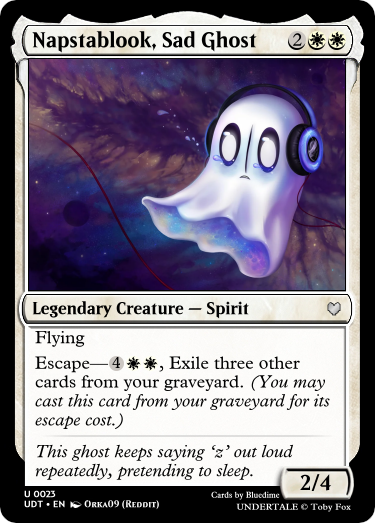 Napstablook, Sad Ghost 2
Legendary Creature — Spirit
Flying
Escape—4, Exile three other
cards from your graveyard. (You may
cast this card from your graveyard for its
escape cost.)
This ghost keeps saying ‘z’ out loud
repeatedly, pretending to sleep.
2/4
U 0023
UDT • EN Orka09 (Reddit)
Cards by Bluedime
UNDERTALE © Toby Fox